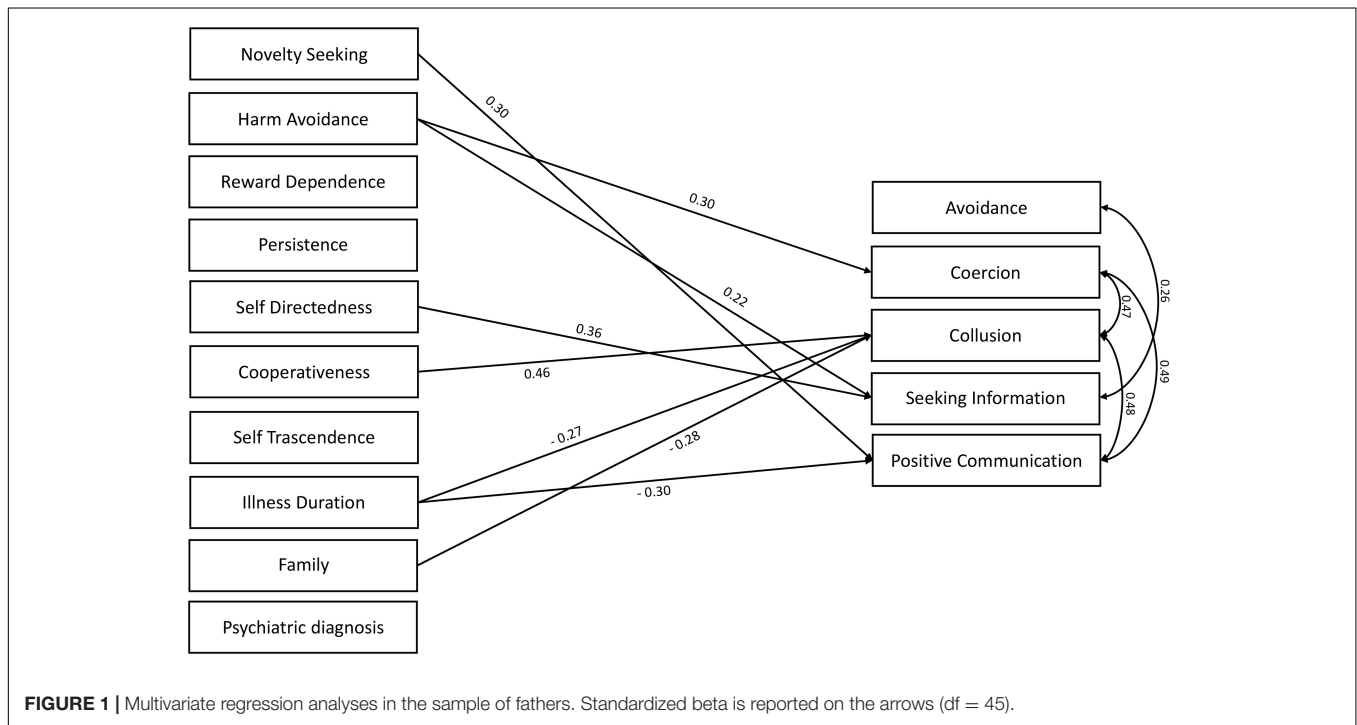 Novelty Seeking
Harm Avoidance
Reward Dependence
Persistence
Self Directedness
Cooperativeness
Self Trascendence
Illness Duration
Family
Psychiatric diagnosis
0.30
0.30
0.22
0.36
0.46
- 0.27
- 0.28
- 0.30
Avoidance
Coercion
Collusion
Seeking Information
Positive Communication
0.26
0.47
0.49
0.48
FIGURE 1 | Multivariate regression analyses in the sample of fathers. Standardized beta is reported on the arrows (df = 45).